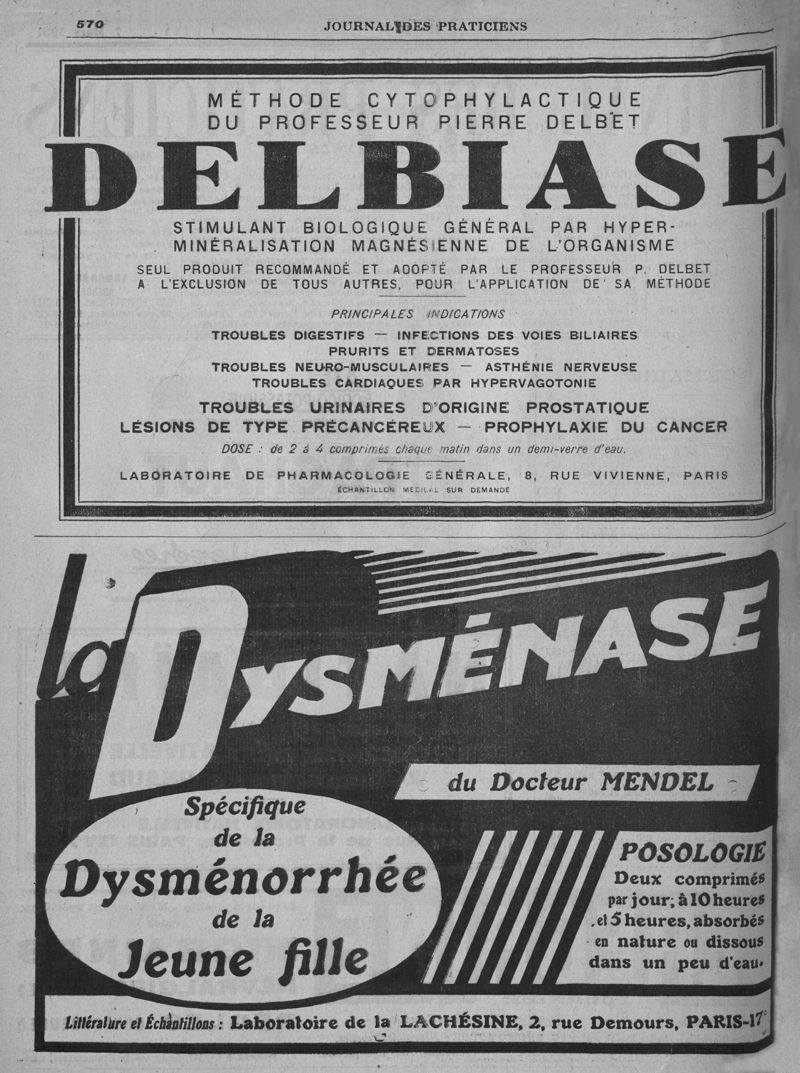 570
JOURNAL DES PRATICIENS
MÉTHODE CYTOPHYLACTIQUE
DU PROFESSEUR PIERRE DELBET
DELBIASE
STIMULANT BIOLOGIQUE GÉNÉRAL PAR HYPER-
MINÉRALISATION MAGNÉSIENNE DE L'ORGANISME
SEUL PRODUIT RECOMMANDÉ ET ADOPTÉ PAR LE PROFESSEUR P. DELBET
A L'EXCLUSION DE TOUS AUTRES, POUR L'APPLICATION DE SA MÉTHODE
PRINCIPALES INDICATIONS
TROUBLES DIGESTIFS — INFECTIONS DES VOIES BILIAIRES
PRURITS ET DERMATOSES
TROUBLES NEURO-MUSCULAIRES — ASTHÉNIE NERVEUSE
TROUBLES CARDIAQUES PAR HYPERVAGOTONIE
TROUBLES URINAIRES D'ORIGINE PROSTATIQUE
LÉSIONS DE TYPE PRÉCANCÉREUX — PROPHYLAXIE DU CANCER
DOSE : de 2 à 4 comprimés chaque matin dans un demi-verre d'eau.
LABORATOIRE DE PHARMACOLOGIE GÉNÉRALE, 8, RUE VIVIENNE, PARIS
ÉCHANTILLON MÉDICAL SUR DEMANDE
la DYSMÉNASE
du Docteur MENDEL
Spécifique
de la
Dysménorrhée
de la
Jeune fille
POSOLOGIE
Deux comprimés
par jour; à 10 heures
et 5 heures, absorbés
en nature ou dissous
dans un peu d'eau.
Littérature et Échantillons : Laboratoire de la LACHÉSINE, 2, rue Demours, PARIS-17e